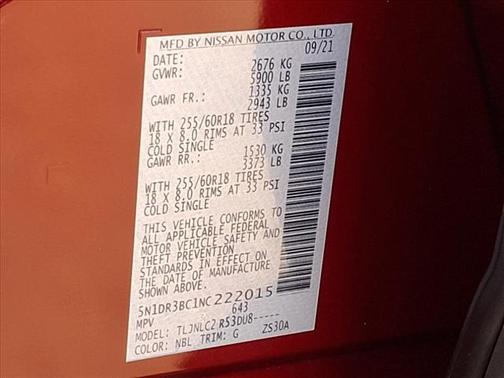 MFD BY NISSAN MOTOR CO., LTD.
DATE: 09/21
GVWR: 2676 KG
5900 LB
GAWR FR.: 1335 KG
2943 LB
WITH 255/60R18 TIRES
18 X 8.0 RIMS AT 33 PSI
COLD SINGLE
GAWR RR.: 1530 KG
3373 LB
WITH 255/60R18 TIRES
18 X 8.0 RIMS AT 33 PSI
COLD SINGLE
THIS VEHICLE CONFORMS TO
ALL APPLICABLE FEDERAL
MOTOR VEHICLE SAFETY AND
THEFT PREVENTION
STANDARDS IN EFFECT ON
THE DATE OF MANUFACTURE
5N1DR3BC1NC222015
MPV 643
MODEL: TLJNLC2 R53DU8-----
COLOR: NBL TRIM: G ZS30A